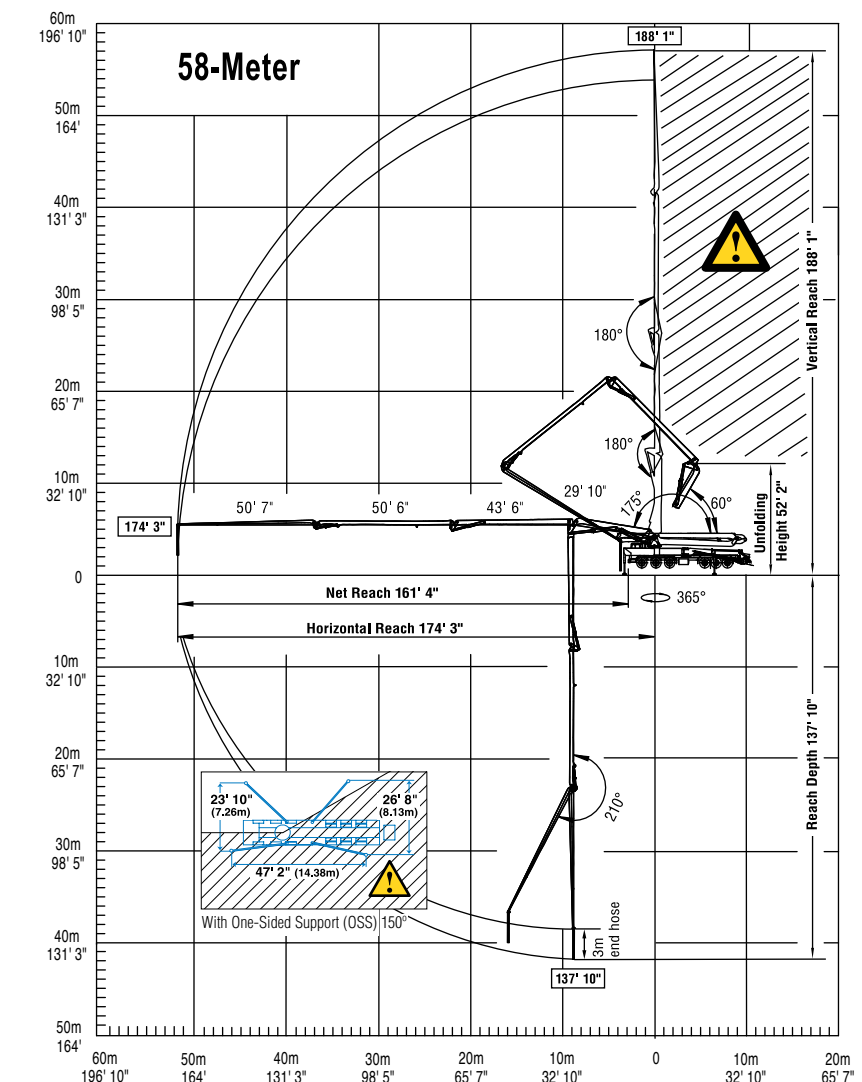 58-Meter
60m
196' 10"
50m
164'
40m
131' 3"
30m
98' 5"
20m
65' 7"
10m
32' 10"
0
10m
32' 10"
20m
65' 7"
30m
98' 5"
40m
131' 3"
50m
164'
188' 1"
Vertical Reach 188' 1"
180°
180°
175°
60°
Unfolding
Height 52' 2"
174' 3"
50' 7"
50' 6"
43' 6"
29' 10"
Net Reach 161' 4"
365°
Horizontal Reach 174' 3"
Reach Depth 137' 10"
210°
23' 10"
(7.26m)
26' 8"
(8.13m)
47' 2" (14.38m)
With One-Sided Support (OSS) 150°
3m
end hose
137' 10"
60m
196' 10"
50m
164'
40m
131' 3"
30m
98' 5"
20m
65' 7"
10m
32' 10"
0
10m
32' 10"
20m
65' 7"